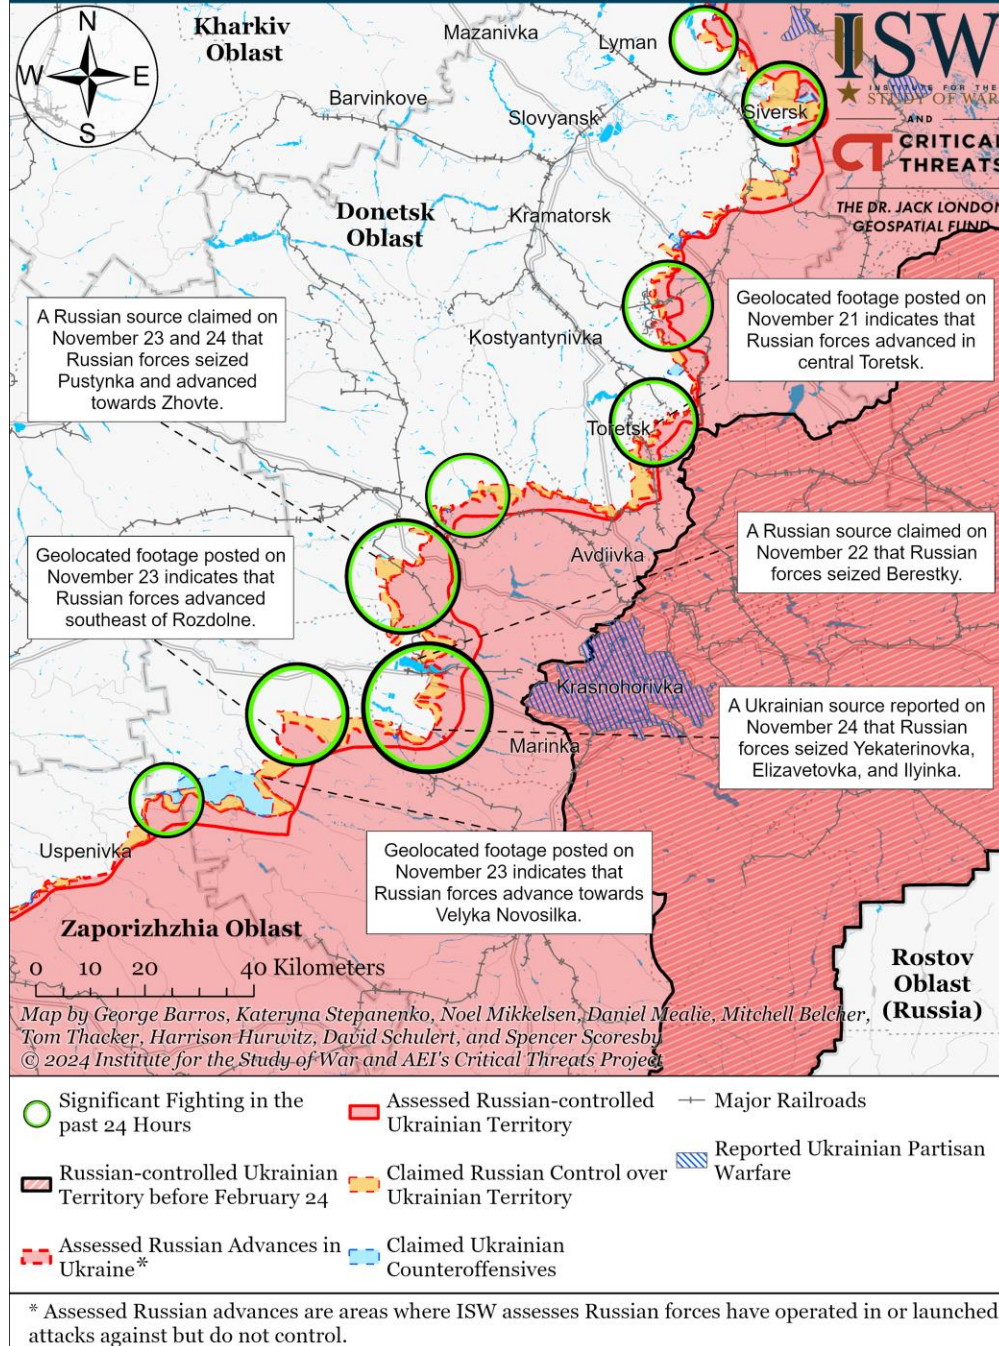 N
W
E
S
Kharkiv
Oblast
Mazanivka
Lyman
ISW
INSTITUTE FOR THE
STUDY OF WAR
AND
CT CRITICAL
THREATS
THE DR. JACK LONDON
GEOSPATIAL FUND
Barvinkove
Slovyansk
Siversk
Donetsk
Oblast
Kramatorsk
A Russian source claimed on
November 23 and 24 that
Russian forces seized
Pustynka and advanced
towards Zhovte.
Kostyantynivka
Geolocated footage posted on
November 21 indicates that
Russian forces advanced in
central Toretsk.
Toretsk
Geolocated footage posted on
November 23 indicates that
Russian forces advanced
southeast of Rozdolne.
Avdiivka
A Russian source claimed on
November 22 that Russian
forces seized Berestky.
Krasnohorivka
Marinka
A Ukrainian source reported on
November 24 that Russian
forces seized Yekaterinovka,
Elizavetovka, and Ilyinka.
Uspenivka
Geolocated footage posted on
November 23 indicates that
Russian forces advance towards
Velyka Novosilka.
Zaporizhzhia Oblast
0 10 20 40 Kilometers
Rostov
Oblast
(Russia)
Map by George Barros, Kateryna Stepanenko, Noel Mikkelsen, Daniel Mealie, Mitchell Belcher,
Tom Thacker, Harrison Hurwitz, David Schulert, and Spencer Scoresby
© 2024 Institute for the Study of War and AEI's Critical Threats Project
Significant Fighting in the
past 24 Hours
Russian-controlled Ukrainian
Territory before February 24
Assessed Russian Advances in
Ukraine*
Assessed Russian-controlled
Ukrainian Territory
Claimed Russian Control over
Ukrainian Territory
Claimed Ukrainian
Counteroffensives
Major Railroads
Reported Ukrainian Partisan
Warfare
* Assessed Russian advances are areas where ISW assesses Russian forces have operated in or launched
attacks against but do not control.